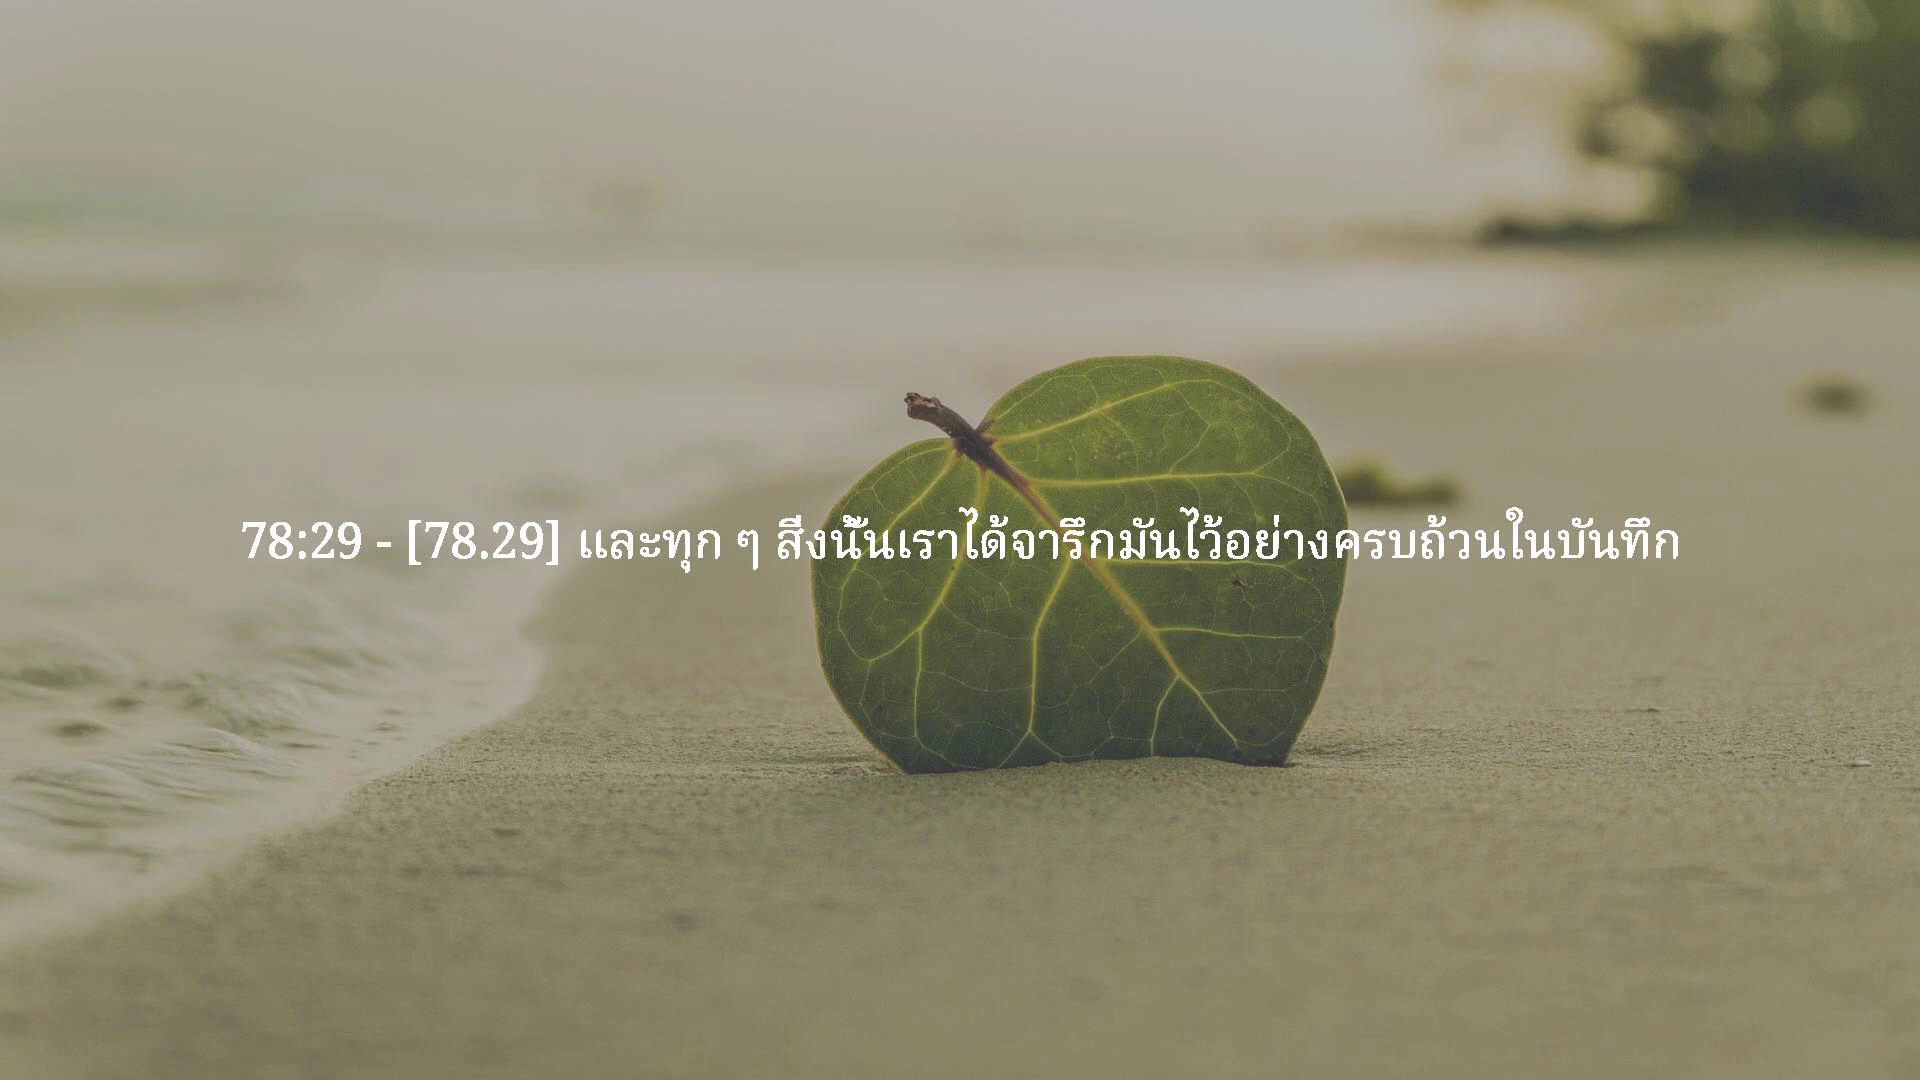 78:29 - [78.29] และทุก ๆ สิ่งนั้นเราได้จารึกมันไว้อย่างครบถ้วนในบันทึก